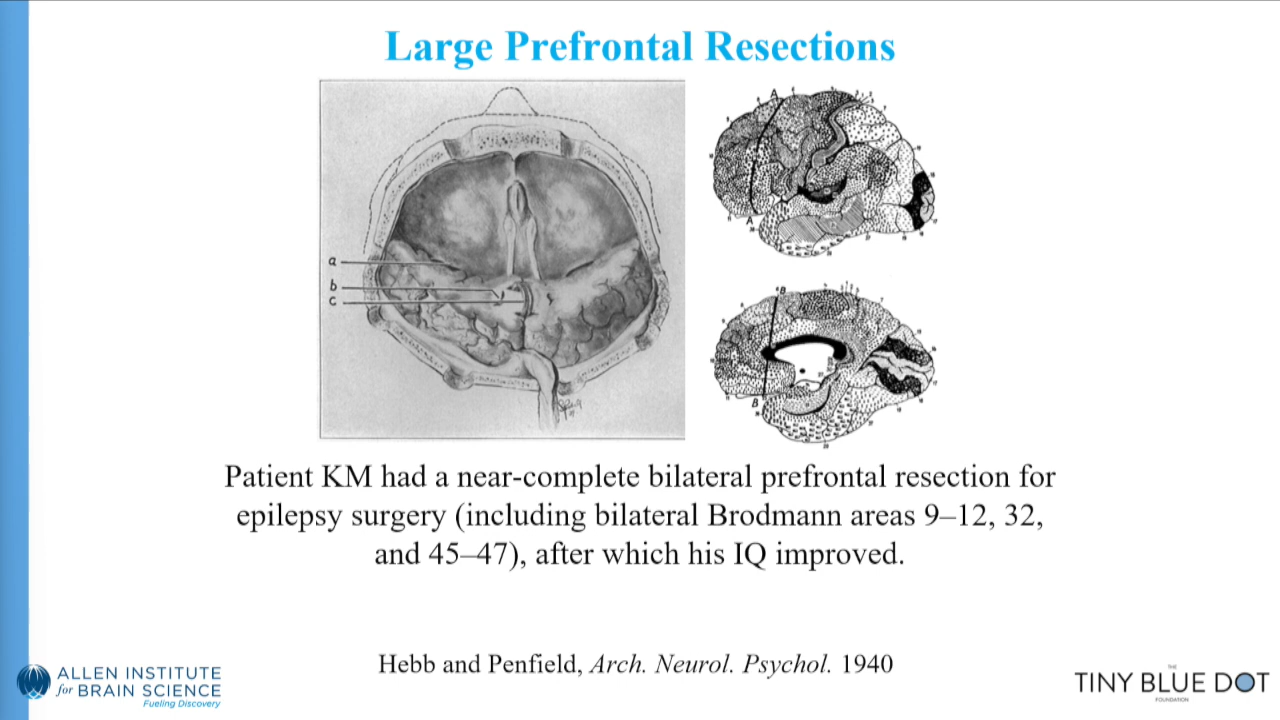 Large Prefrontal Resections
a
b
c
A
A
B
B
Patient KM had a near-complete bilateral prefrontal resection for
epilepsy surgery (including bilateral Brodmann areas 9–12, 32,
and 45–47), after which his IQ improved.
Hebb and Penfield, Arch. Neurol. Psychol. 1940
ALLEN INSTITUTE
for BRAIN SCIENCE
Fueling Discovery
THE
TINY BLUE DOT
FOUNDATION